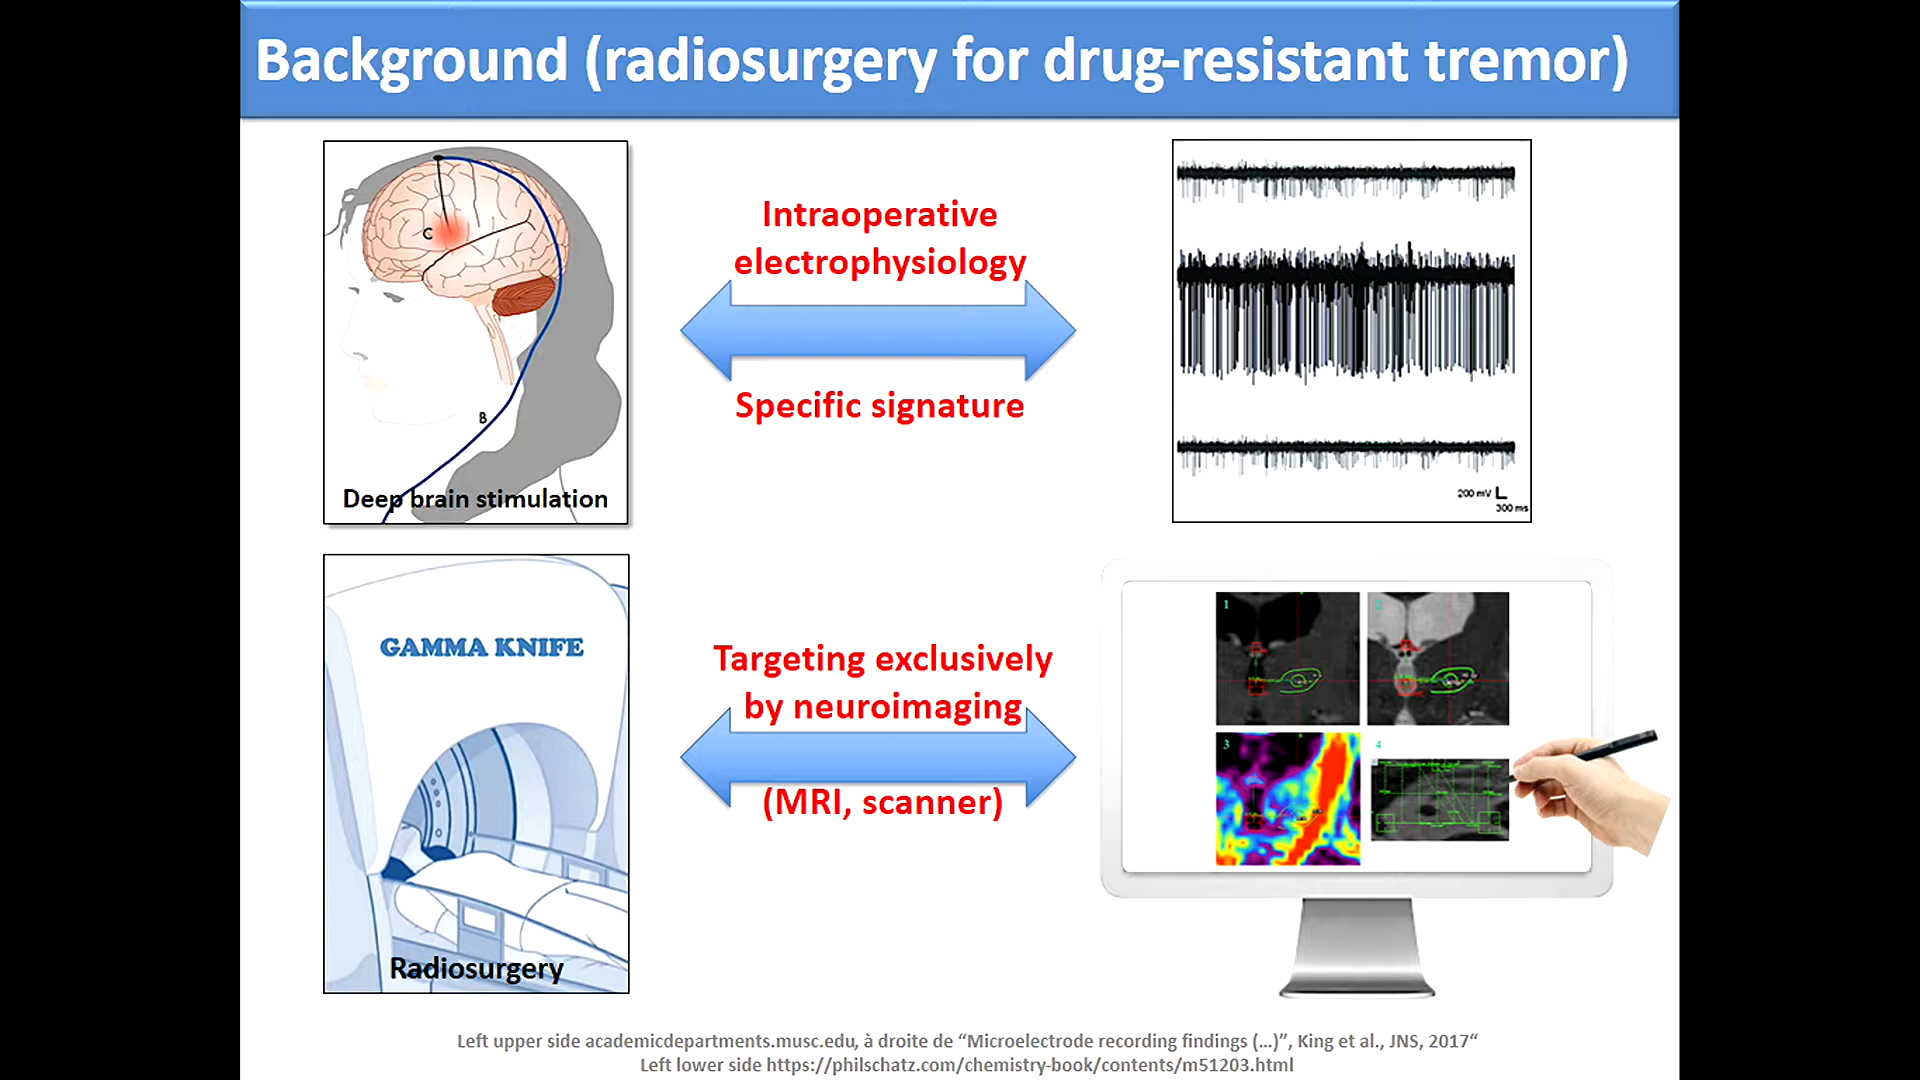 Background (radiosurgery for drug-resistant tremor)
C
B
Deep brain stimulation
Intraoperative
electrophysiology
Specific signature
200 mV
300 ms
GAMMA KNIFE
Radiosurgery
Targeting exclusively
by neuroimaging
(MRI, scanner)
1
2
3
4
Left upper side academicdepartments.musc.edu, à droite de “Microelectrode recording findings (…)”, King et al., JNS, 2017“
Left lower side https://philschatz.com/chemistry-book/contents/m51203.html